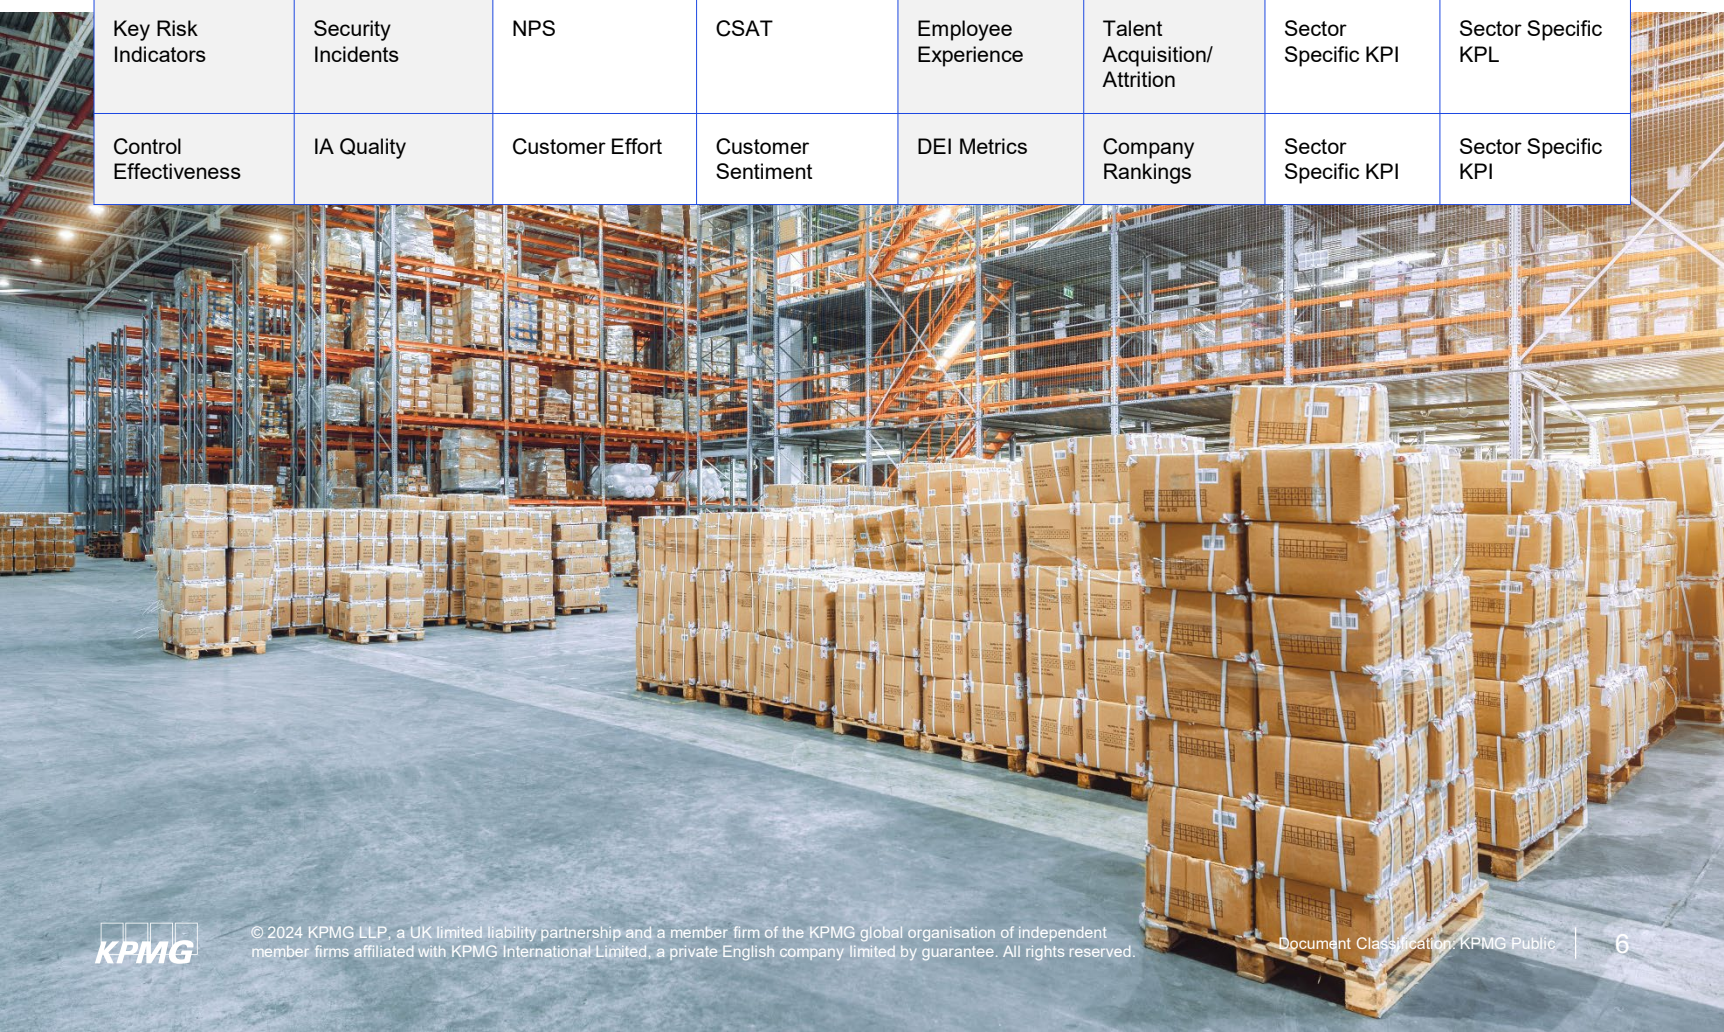 Key Risk
Indicators
Security
Incidents
NPS
CSAT
Employee
Experience
Talent
Acquisition/
Attrition
Sector
Specific KPI
Sector Specific
KPL
Control
Effectiveness
IA Quality
Customer Effort
Customer
Sentiment
DEI Metrics
Company
Rankings
Sector
Specific KPI
Sector Specific
KPI
KPMG
© 2024 KPMG LLP, a UK limited liability partnership and a member firm of the KPMG global organisation of independent
member firms affiliated with KPMG International Limited, a private English company limited by guarantee. All rights reserved.
Document Classification: KPMG Public
6